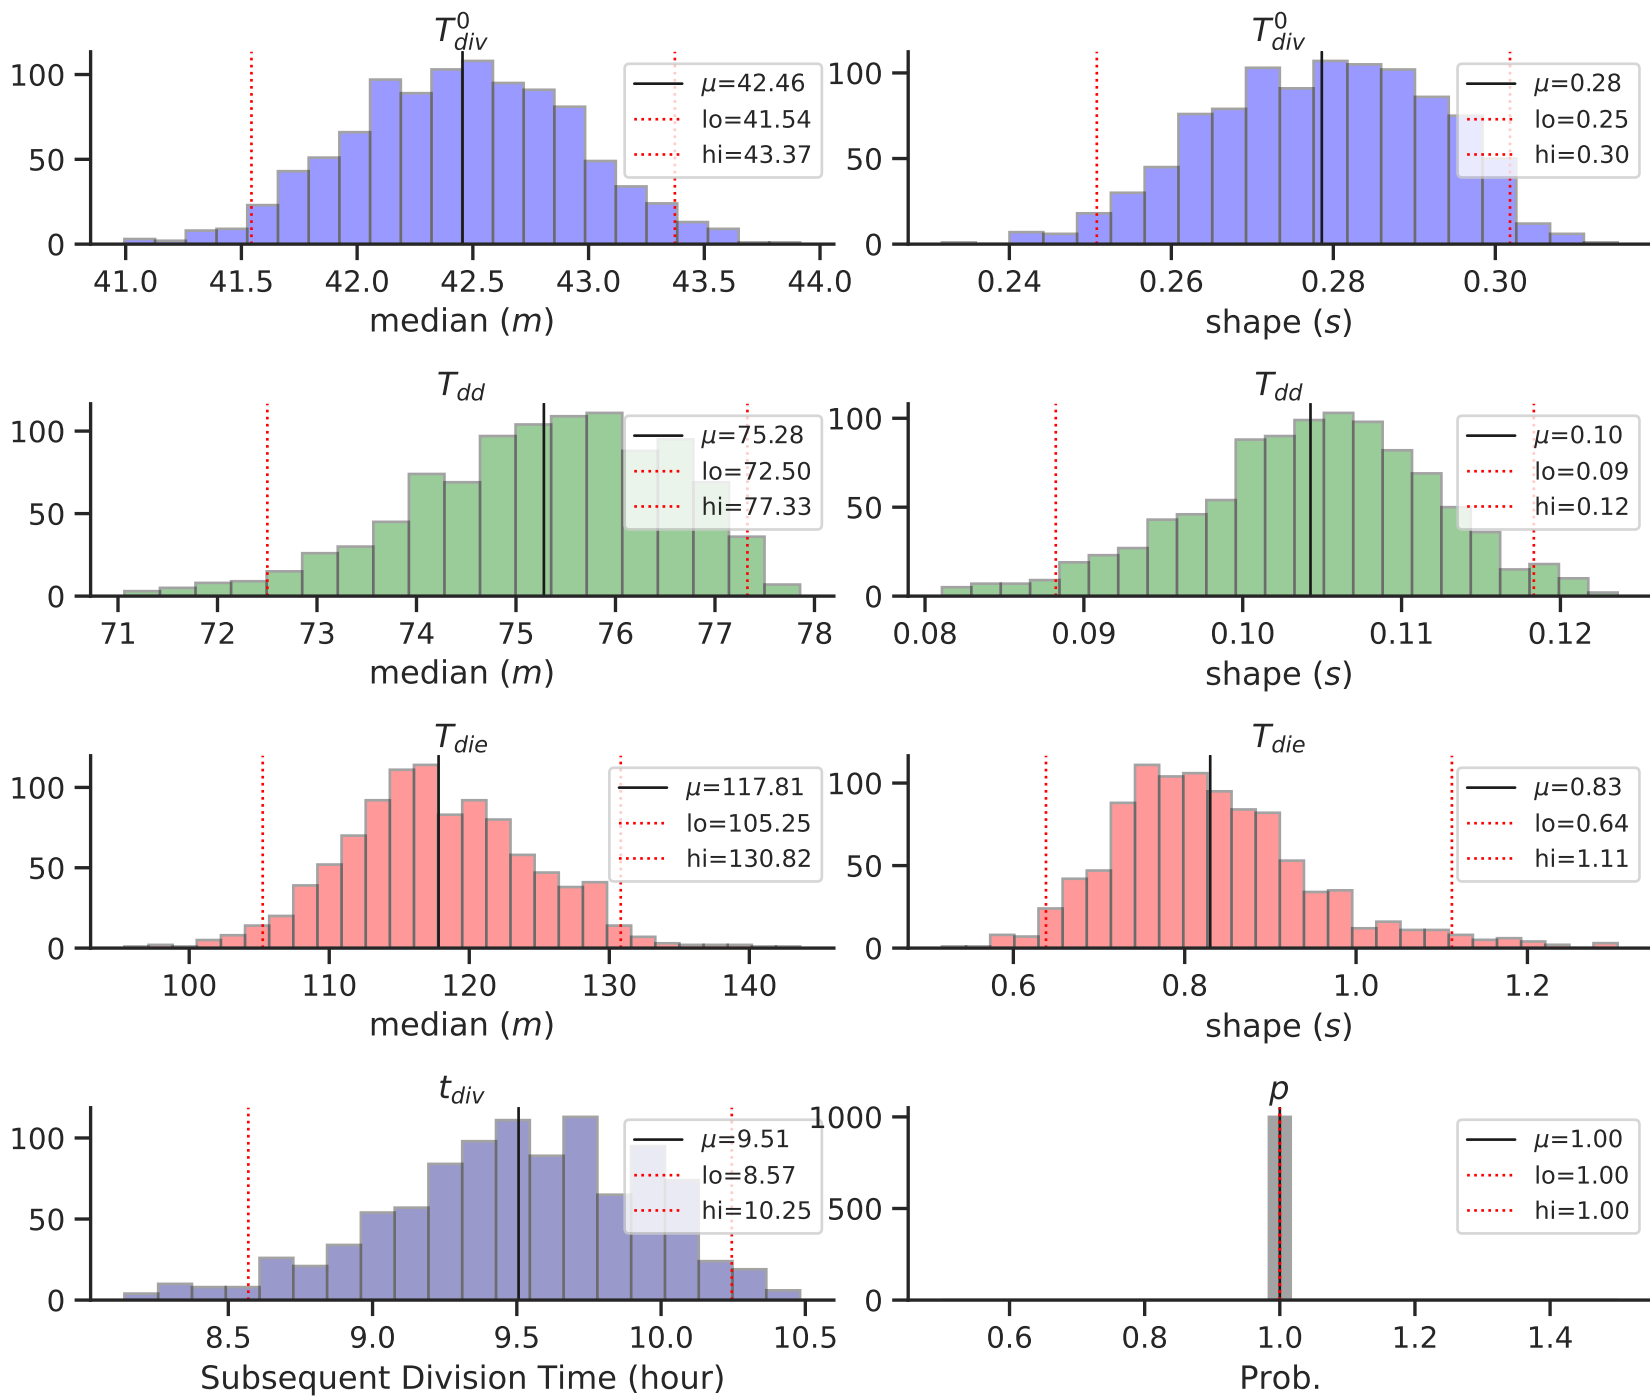 T⁰div
100
50
0
μ=42.46
lo=41.54
hi=43.37
41.0 41.5 42.0 42.5 43.0 43.5 44.0
median (m)
T⁰div
100
50
0
μ=0.28
lo=0.25
hi=0.30
0.24 0.26 0.28 0.30
shape (s)
Tdd
100
50
0
μ=75.28
lo=72.50
hi=77.33
71 72 73 74 75 76 77 78
median (m)
Tdd
100
50
0
μ=0.10
lo=0.09
hi=0.12
0.08 0.09 0.10 0.11 0.12
shape (s)
Tdie
100
50
0
μ=117.81
lo=105.25
hi=130.82
100 110 120 130 140
median (m)
Tdie
100
50
0
μ=0.83
lo=0.64
hi=1.11
0.6 0.8 1.0 1.2
shape (s)
tdiv
100
50
0
μ=9.51
lo=8.57
hi=10.25
8.5 9.0 9.5 10.0 10.5
Subsequent Division Time (hour)
p
1000
500
0
μ=1.00
lo=1.00
hi=1.00
0.6 0.8 1.0 1.2 1.4
Prob.